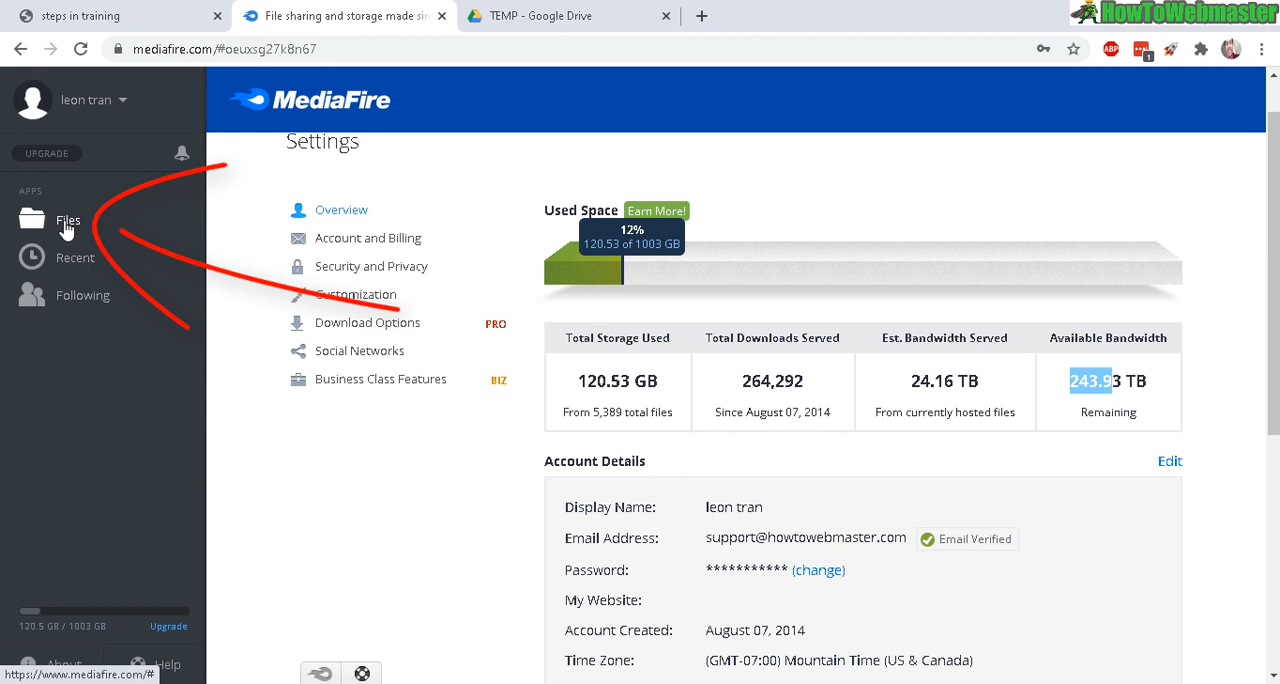 steps in training
File sharing and storage made sim
TEMP - Google Drive
HowToWebmaster
mediafire.com/#oeuxsg27k8n67
ABP
1
leon tran
MediaFire
UPGRADE
Settings
APPS
Files
Recent
Following
Overview
Account and Billing
Security and Privacy
Customization
Download Options PRO
Social Networks
Business Class Features BIZ
Used Space Earn More!
12%
120.53 of 1003 GB
Total Storage Used Total Downloads Served Est. Bandwidth Served Available Bandwidth
120.53 GB 264,292 24.16 TB 243.93 TB
From 5,389 total files Since August 07, 2014 From currently hosted files Remaining
Account Details Edit
Display Name: leon tran
Email Address: support@howtowebmaster.com Email Verified
Password: *********** (change)
My Website:
Account Created: August 07, 2014
Time Zone: (GMT-07:00) Mountain Time (US & Canada)
120.5 GB / 1003 GB Upgrade
About Help
https://www.mediafire.com/#